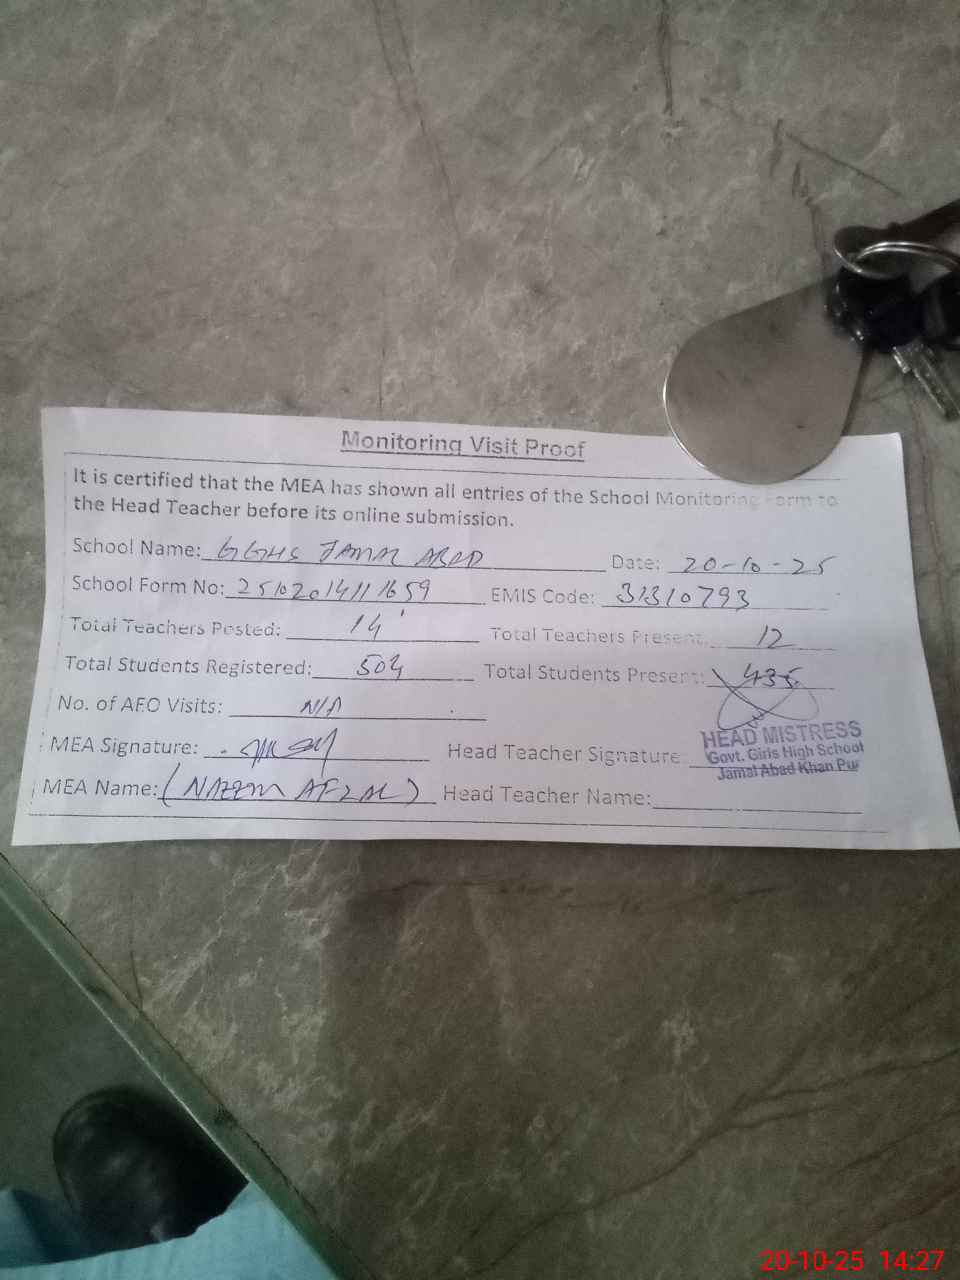 Monitoring Visit Proof
It is certified that the MEA has shown all entries of the School Monitoring Form to
the Head Teacher before its online submission.
School Name: GGHS JAMAL ABAD Date: 20-10-25
School Form No: 25102014111659 EMIS Code: 31310793
Total Teachers Posted: 14 Total Teachers Present: 12
Total Students Registered: 504 Total Students Present: 435
No. of AEO Visits: N/A
MEA Signature: Head Teacher Signature:
HEAD MISTRESS
Govt. Girls High School
Jamal Abad Khan Pur
MEA Name: (NAEEM AFZAL) Head Teacher Name:
20-10-25 14:27